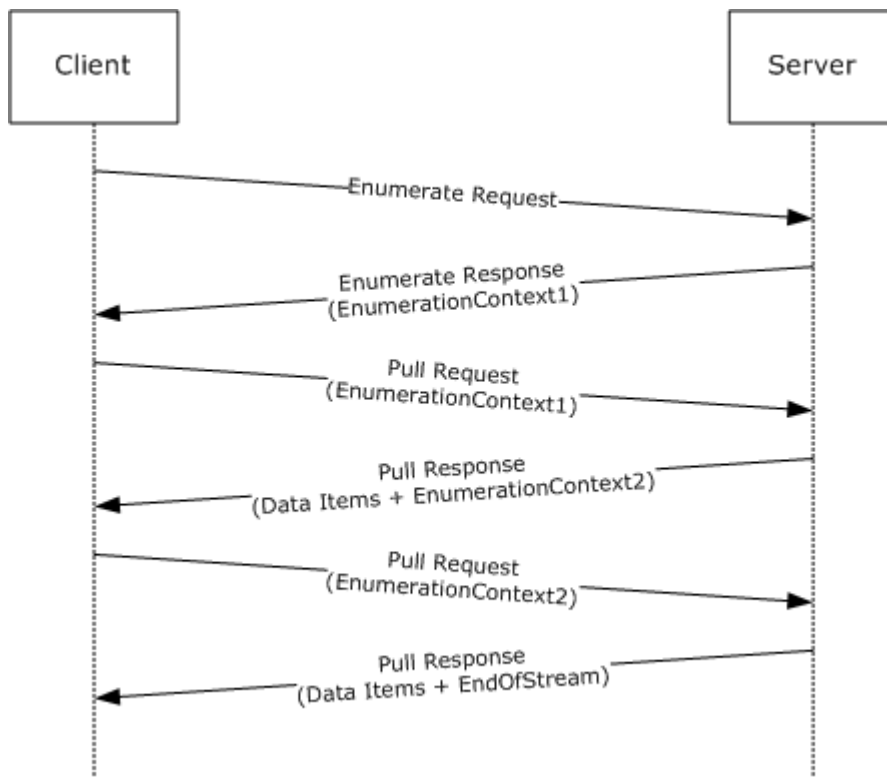 Client
Server
Enumerate Request
Enumerate Response
(EnumerationContext1)
Pull Request
(EnumerationContext1)
Pull Response
(Data Items + EnumerationContext2)
Pull Request
(EnumerationContext2)
Pull Response
(Data Items + EndOfStream)